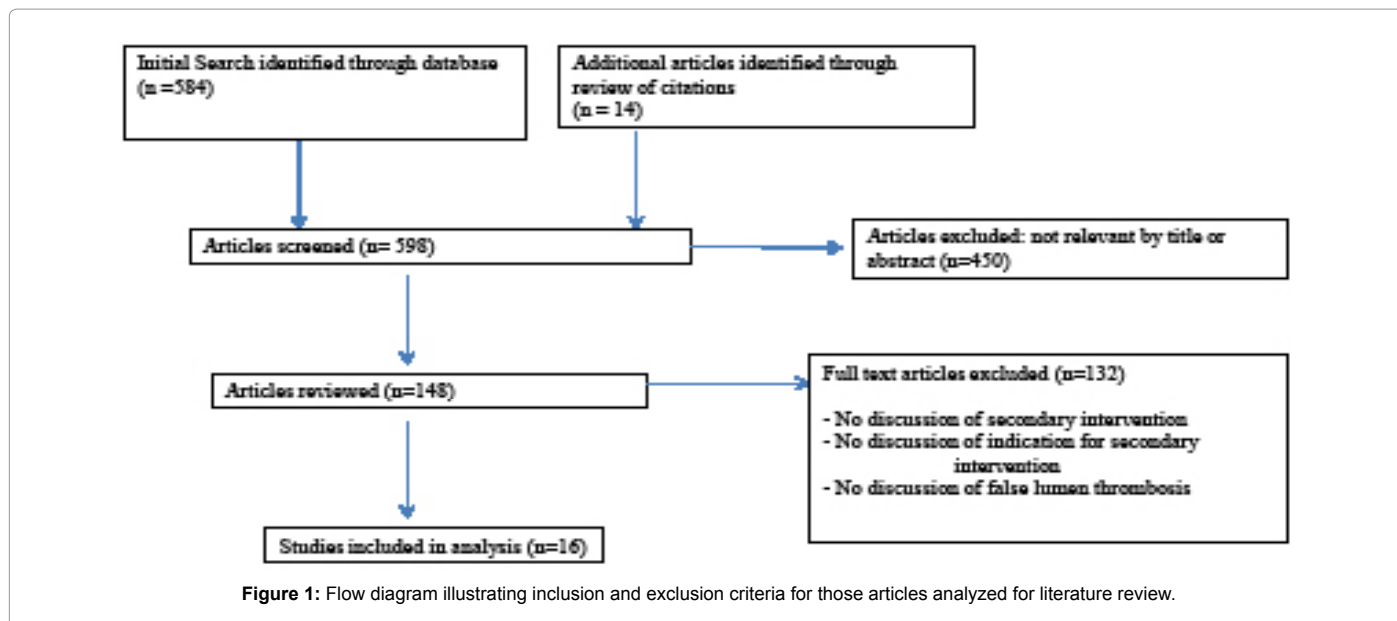 Initial Search identified through database
(n =584)
Additional articles identified through
review of citations
(n = 14)
Articles screened (n= 598)
Articles excluded: not relevant by title or
abstract (n=450)
Articles reviewed (n=148)
Full text articles excluded (n=132)
- No discussion of secondary intervention
- No discussion of indication for secondary
intervention
- No discussion of false lumen thrombosis
Studies included in analysis (n=16)
Figure 1: Flow diagram illustrating inclusion and exclusion criteria for those articles analyzed for literature review.